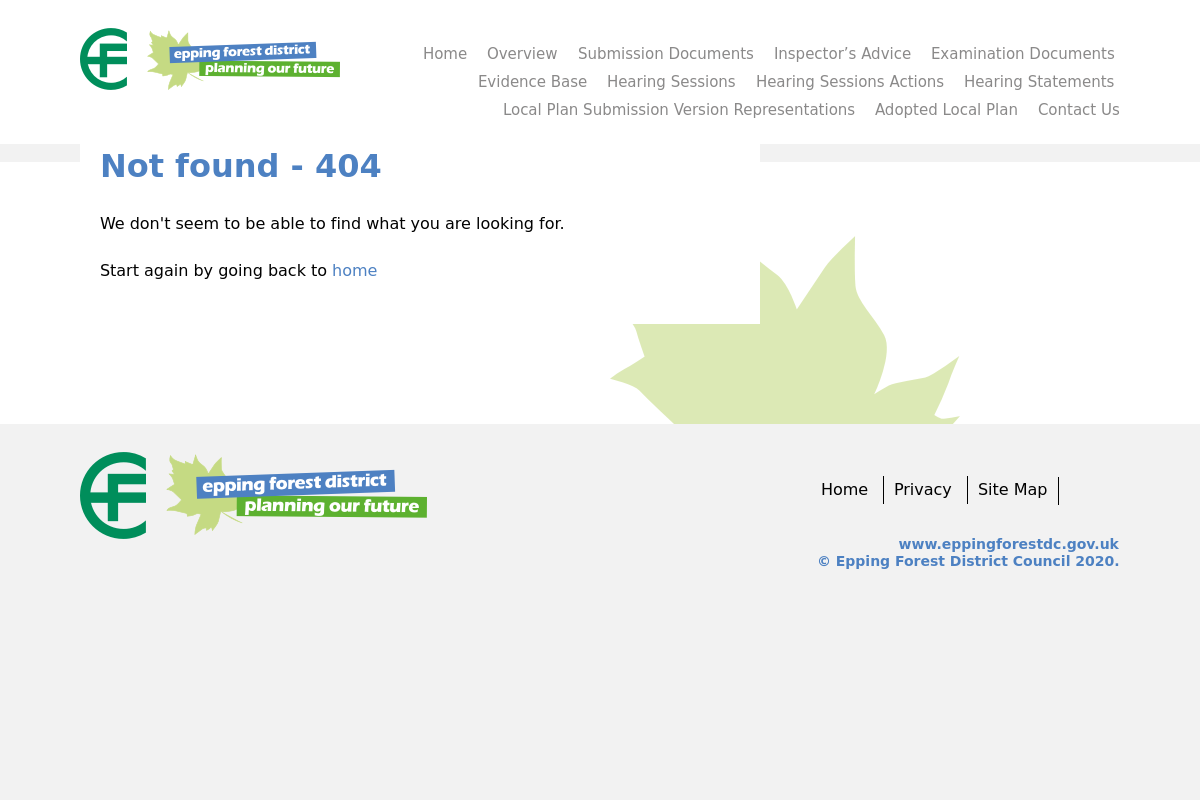 epping forest district
planning our future
Home Overview Submission Documents Inspector’s Advice Examination Documents
Evidence Base Hearing Sessions Hearing Sessions Actions Hearing Statements
Local Plan Submission Version Representations Adopted Local Plan Contact Us
Not found - 404
We don't seem to be able to find what you are looking for.
Start again by going back to home
epping forest district
planning our future
Home Privacy Site Map
www.eppingforestdc.gov.uk
© Epping Forest District Council 2020.